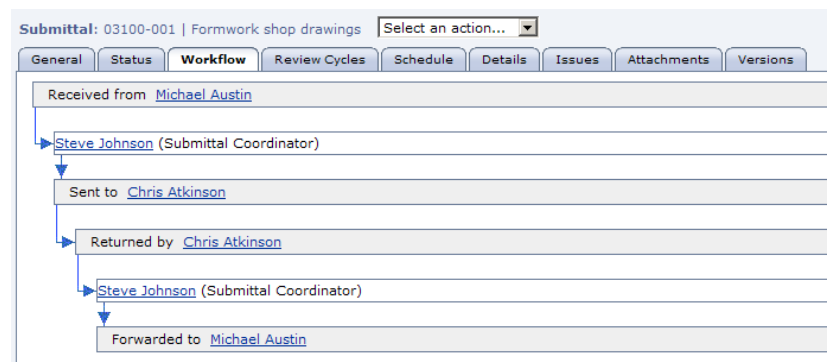 Submittal: 03100-001 | Formwork shop drawings Select an action...
General Status Workflow Review Cycles Schedule Details Issues Attachments Versions
Received from Michael Austin
Steve Johnson (Submittal Coordinator)
Sent to Chris Atkinson
Returned by Chris Atkinson
Steve Johnson (Submittal Coordinator)
Forwarded to Michael Austin